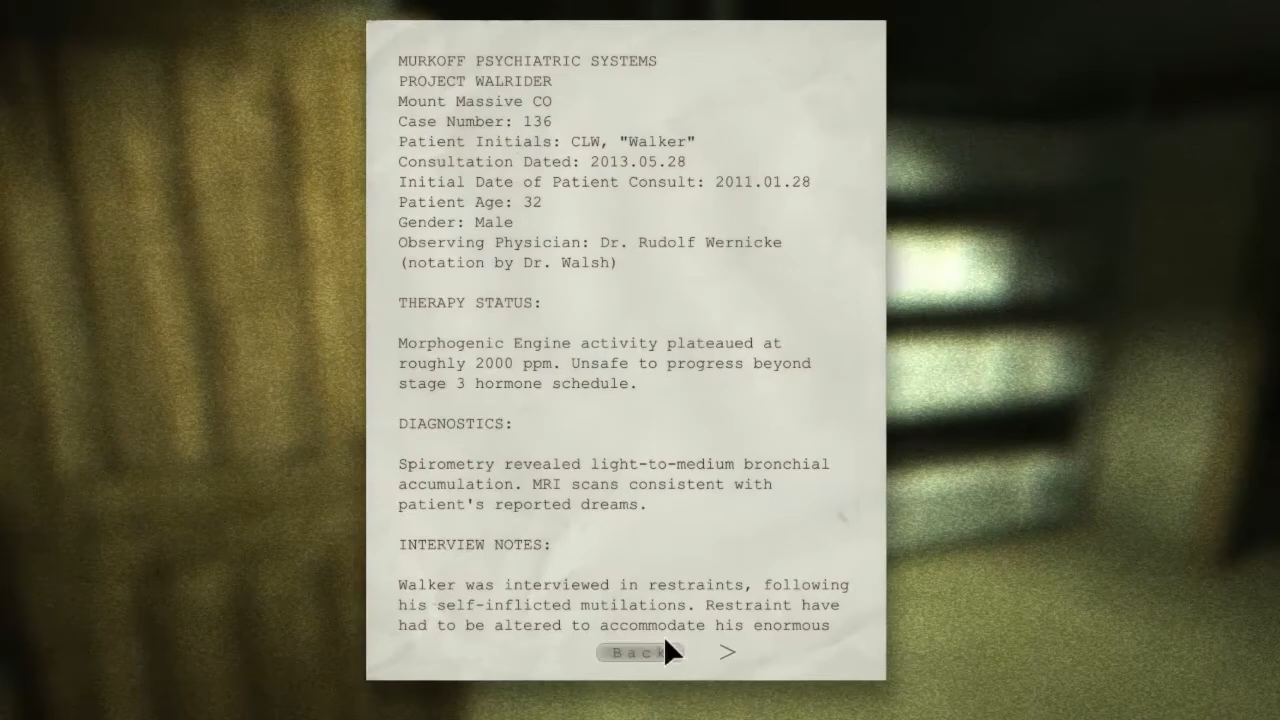 MURKOFF PSYCHIATRIC SYSTEMS
PROJECT WALRIDER
Mount Massive CO
Case Number: 136
Patient Initials: CLW, "Walker"
Consultation Dated: 2013.05.28
Initial Date of Patient Consult: 2011.01.28
Patient Age: 32
Gender: Male
Observing Physician: Dr. Rudolf Wernicke
(notation by Dr. Walsh)
THERAPY STATUS:
Morphogenic Engine activity plateaued at
roughly 2000 ppm. Unsafe to progress beyond
stage 3 hormone schedule.
DIAGNOSTICS:
Spirometry revealed light-to-medium bronchial
accumulation. MRI scans consistent with
patient's reported dreams.
INTERVIEW NOTES:
Walker was interviewed in restraints, following
his self-inflicted mutilations. Restraint have
had to be altered to accommodate his enormous
Back >